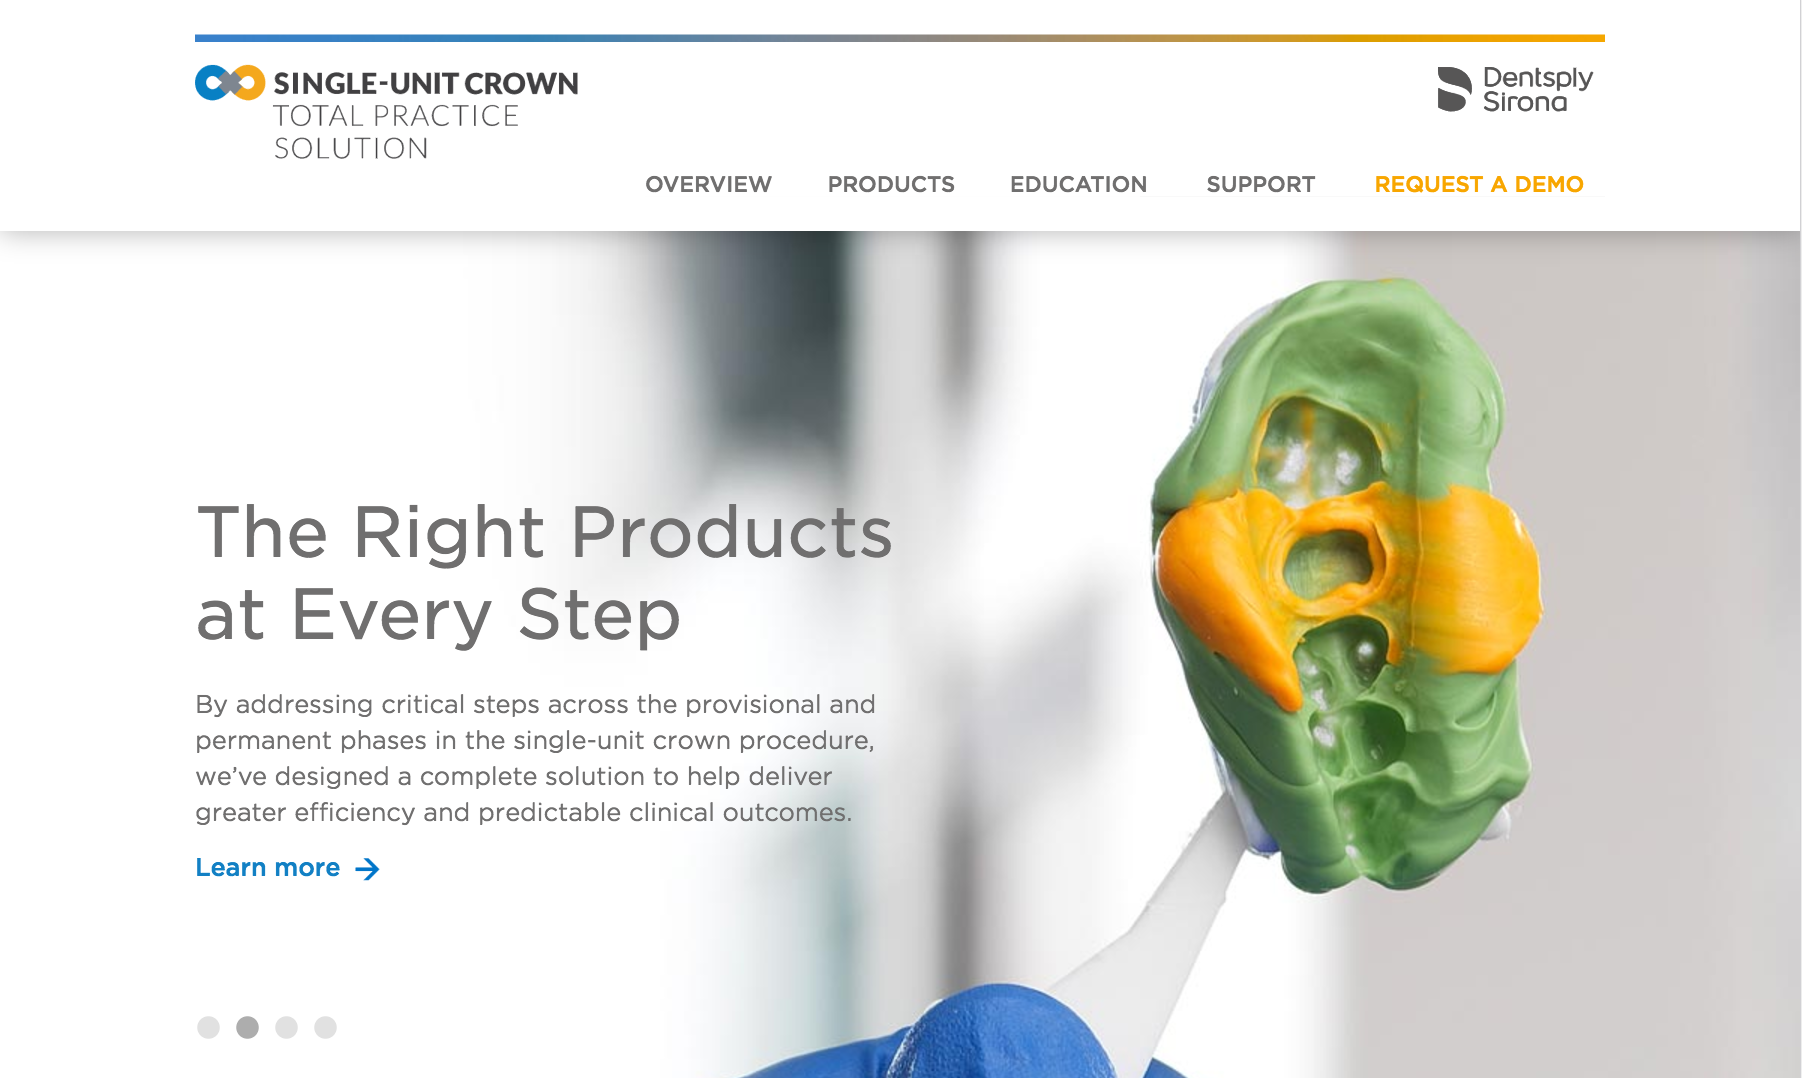 SINGLE-UNIT CROWN
TOTAL PRACTICE
SOLUTION
Dentsply
Sirona
OVERVIEW PRODUCTS EDUCATION SUPPORT REQUEST A DEMO
The Right Products
at Every Step
By addressing critical steps across the provisional and
permanent phases in the single-unit crown procedure,
we’ve designed a complete solution to help deliver
greater efficiency and predictable clinical outcomes.
Learn more